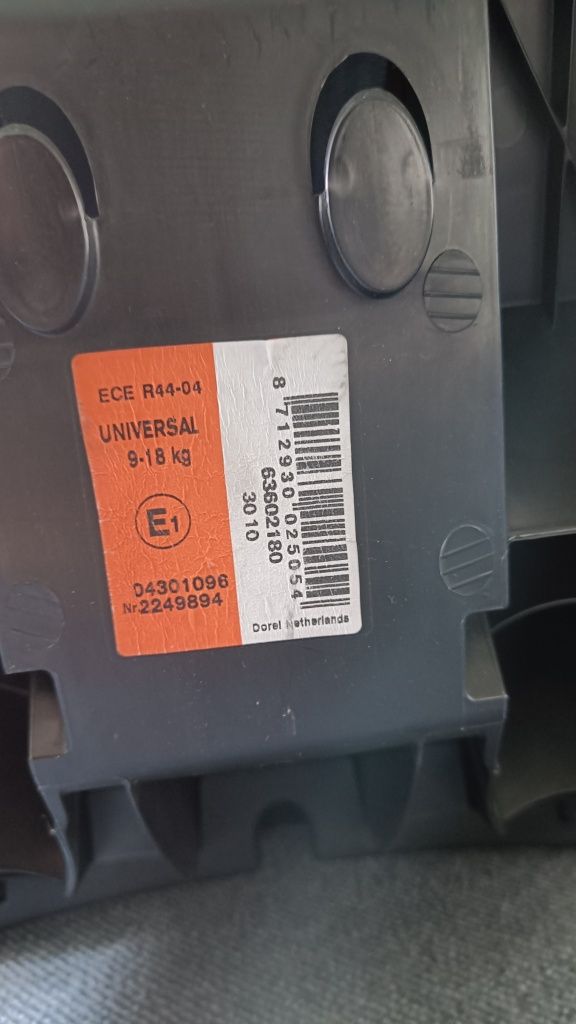 ECE R44-04
UNIVERSAL
9-18 kg
E1
04301096
Nr.2249894
8 712930 025054
63602180
3010
Dorel Netherlands